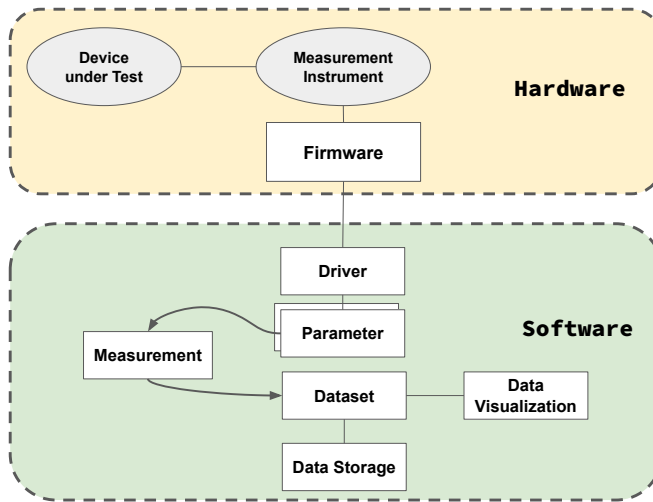 Device
under Test
Measurement
Instrument
Hardware
Firmware
Driver
Parameter
Software
Measurement
Dataset
Data
Visualization
Data Storage